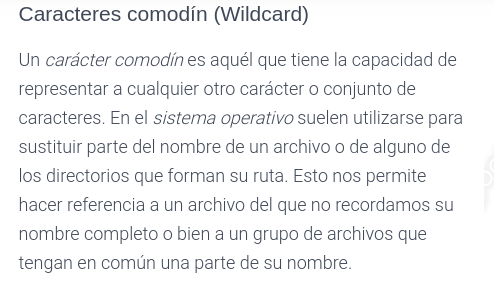 Caracteres comodín (Wildcard)
Un carácter comodín es aquél que tiene la capacidad de
representar a cualquier otro carácter o conjunto de
caracteres. En el sistema operativo suelen utilizarse para
sustituir parte del nombre de un archivo o de alguno de
los directorios que forman su ruta. Esto nos permite
hacer referencia a un archivo del que no recordamos su
nombre completo o bien a un grupo de archivos que
tengan en común una parte de su nombre.